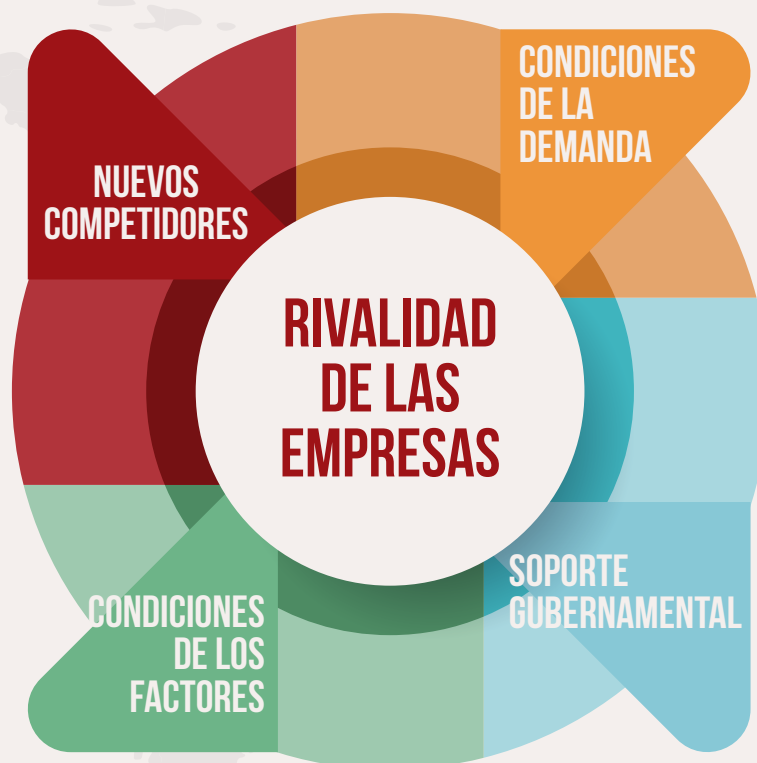 NUEVOS
COMPETIDORES
CONDICIONES
DE LA
DEMANDA
RIVALIDAD
DE LAS
EMPRESAS
CONDICIONES
DE LOS
FACTORES
SOPORTE
GUBERNAMENTAL